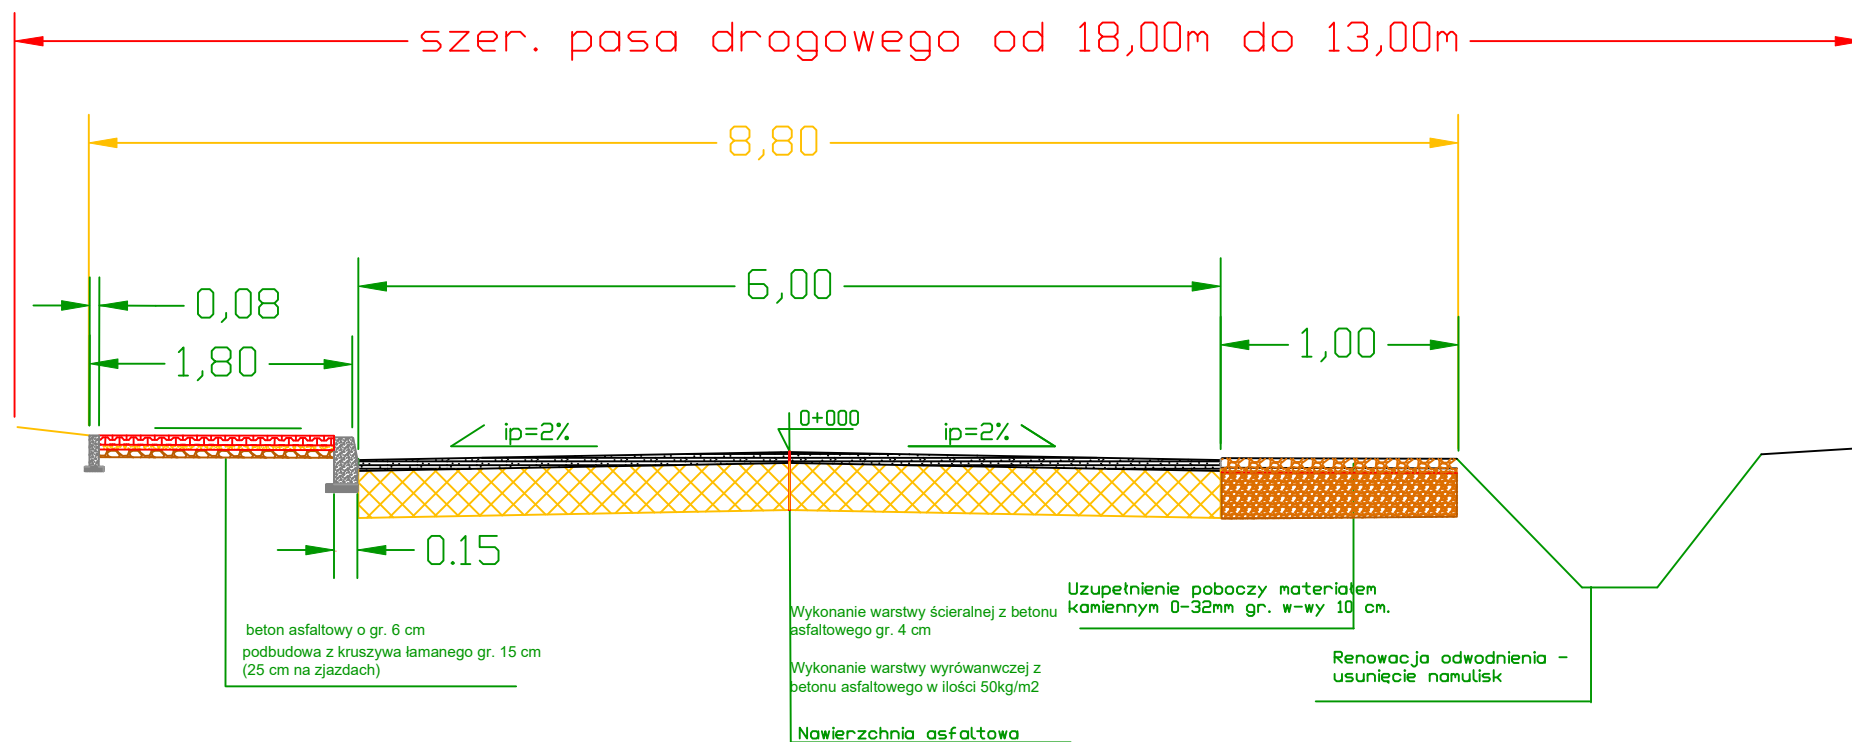 szer. pasa drogowego od 18,00m do 13,00m
8,80
6,00
0,08
1,00
1,80
0+000
ip=2%
ip=2%
0.15
Uzupełnienie poboczy materiałem
kamiennym 0-32mm gr. w-wy 10 cm.
Wykonanie warstwy ścieralnej z betonu
asfaltowego gr. 4 cm
beton asfaltowy o gr. 6 cm
podbudowa z kruszywa łamanego gr. 15 cm
(25 cm na zjazdach)
Wykonanie warstwy wyrówanwczej z
betonu asfaltowego w ilości 50kg/m2
Renowacja odwodnienia -
usunięcie namulisk
Nawierzchnia asfaltowa